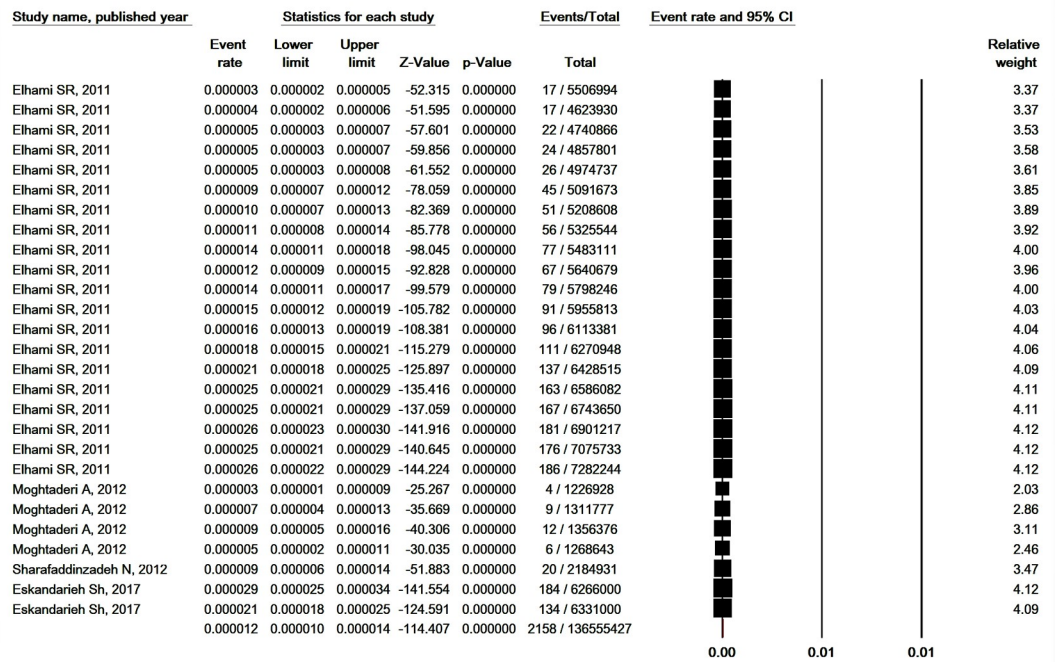 Study name, published year Statistics for each study Events/Total Event rate and 95% CI
Event Lower Upper Relative
rate limit limit Z-Value p-Value Total weight
Elhami SR, 2011 0.000003 0.000002 0.000005 -52.315 0.000000 17 / 5506994 3.37
Elhami SR, 2011 0.000004 0.000002 0.000006 -51.595 0.000000 17 / 4623930 3.37
Elhami SR, 2011 0.000005 0.000003 0.000007 -57.601 0.000000 22 / 4740866 3.53
Elhami SR, 2011 0.000005 0.000003 0.000007 -59.856 0.000000 24 / 4857801 3.58
Elhami SR, 2011 0.000005 0.000003 0.000008 -61.552 0.000000 26 / 4974737 3.61
Elhami SR, 2011 0.000009 0.000007 0.000012 -78.059 0.000000 45 / 5091673 3.85
Elhami SR, 2011 0.000010 0.000007 0.000013 -82.369 0.000000 51 / 5208608 3.89
Elhami SR, 2011 0.000011 0.000008 0.000014 -85.778 0.000000 56 / 5325544 3.92
Elhami SR, 2011 0.000014 0.000011 0.000018 -98.045 0.000000 77 / 5483111 4.00
Elhami SR, 2011 0.000012 0.000009 0.000015 -92.828 0.000000 67 / 5640679 3.96
Elhami SR, 2011 0.000014 0.000011 0.000017 -99.579 0.000000 79 / 5798246 4.00
Elhami SR, 2011 0.000015 0.000012 0.000019 -105.782 0.000000 91 / 5955813 4.03
Elhami SR, 2011 0.000016 0.000013 0.000019 -108.381 0.000000 96 / 6113381 4.04
Elhami SR, 2011 0.000018 0.000015 0.000021 -115.279 0.000000 111 / 6270948 4.06
Elhami SR, 2011 0.000021 0.000018 0.000025 -125.897 0.000000 137 / 6428515 4.09
Elhami SR, 2011 0.000025 0.000021 0.000029 -135.416 0.000000 163 / 6586082 4.11
Elhami SR, 2011 0.000025 0.000021 0.000029 -137.059 0.000000 167 / 6743650 4.11
Elhami SR, 2011 0.000026 0.000023 0.000030 -141.916 0.000000 181 / 6901217 4.12
Elhami SR, 2011 0.000025 0.000021 0.000029 -140.645 0.000000 176 / 7075733 4.12
Elhami SR, 2011 0.000026 0.000022 0.000029 -144.224 0.000000 186 / 7282244 4.12
Moghtaderi A, 2012 0.000003 0.000001 0.000009 -25.267 0.000000 4 / 1226928 2.03
Moghtaderi A, 2012 0.000007 0.000004 0.000013 -35.669 0.000000 9 / 1311777 2.86
Moghtaderi A, 2012 0.000009 0.000005 0.000016 -40.306 0.000000 12 / 1356376 3.11
Moghtaderi A, 2012 0.000005 0.000002 0.000011 -30.035 0.000000 6 / 1268643 2.46
Sharafaddinzadeh N, 2012 0.000009 0.000006 0.000014 -51.883 0.000000 20 / 2184931 3.47
Eskandarieh Sh, 2017 0.000029 0.000025 0.000034 -141.554 0.000000 184 / 6266000 4.12
Eskandarieh Sh, 2017 0.000021 0.000018 0.000025 -124.591 0.000000 134 / 6331000 4.09
0.000012 0.000010 0.000014 -114.407 0.000000 2158 / 136555427
0.00 0.01 0.01